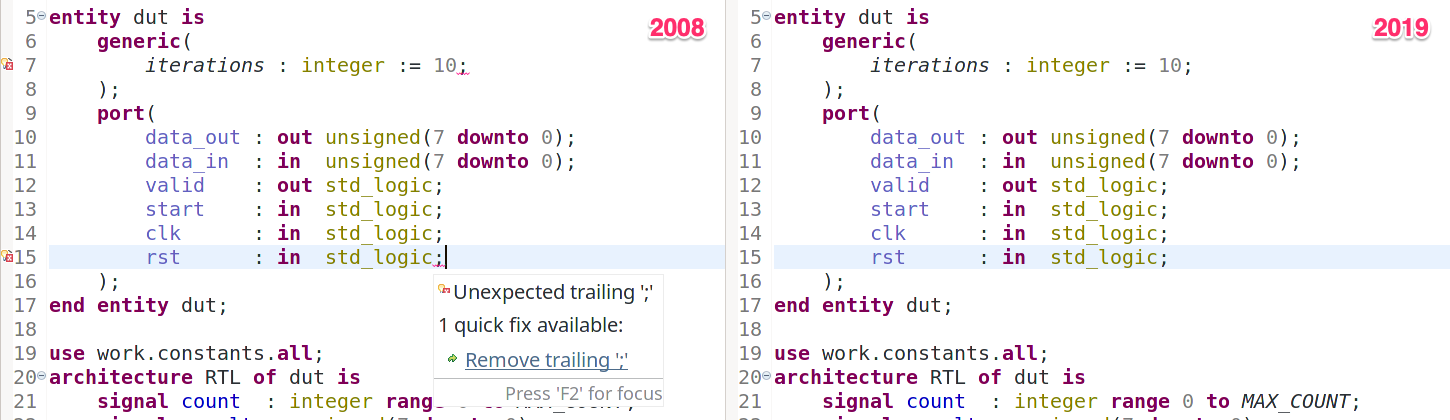 2008
5 entity dut is
6     generic(
7         iterations : integer := 10;
8     );
9     port(
10         data_out : out unsigned(7 downto 0);
11         data_in  : in  unsigned(7 downto 0);
12         valid    : out std_logic;
13         start    : in  std_logic;
14         clk      : in  std_logic;
15         rst      : in  std_logic;
16     );
17 end entity dut;
18
19 use work.constants.all;
20 architecture RTL of dut is
21     signal count  : integer rang
Unexpected trailing ';'
1 quick fix available:
Remove trailing ';'
Press 'F2' for focus
2019
5 entity dut is
6     generic(
7         iterations : integer := 10;
8     );
9     port(
10         data_out : out unsigned(7 downto 0);
11         data_in  : in  unsigned(7 downto 0);
12         valid    : out std_logic;
13         start    : in  std_logic;
14         clk      : in  std_logic;
15         rst      : in  std_logic;
16     );
17 end entity dut;
18
19 use work.constants.all;
20 architecture RTL of dut is
21     signal count  : integer range 0 to MAX_COUNT;